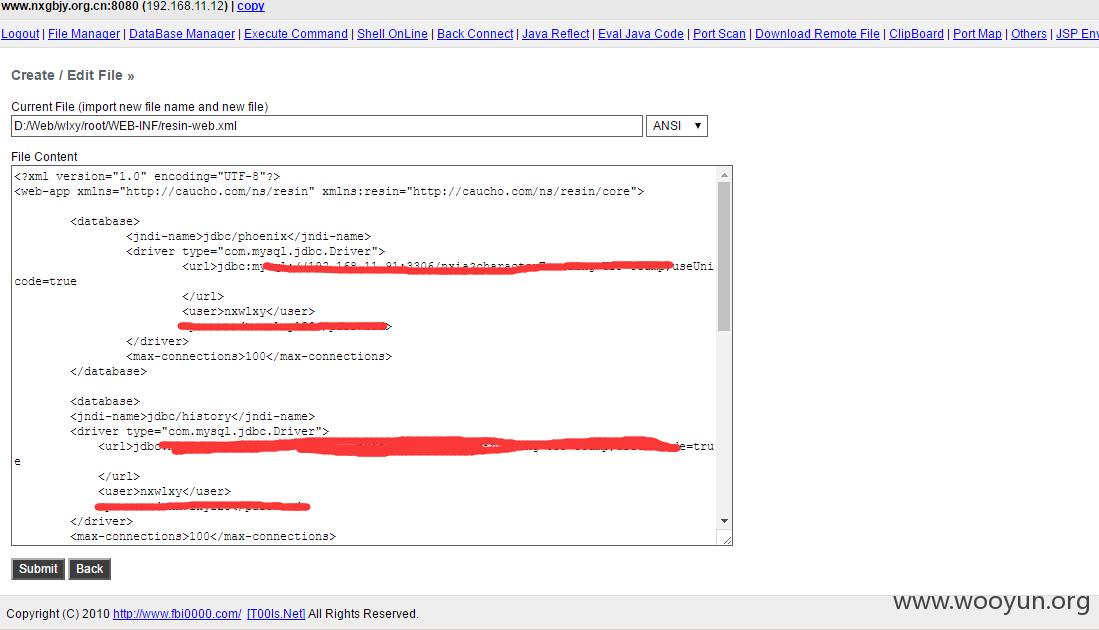 www.nxgbjy.org.cn:8080 (192.168.11.12) | copy
Logout | File Manager | DataBase Manager | Execute Command | Shell OnLine | Back Connect | Java Reflect | Eval Java Code | Port Scan | Download Remote File | ClipBoard | Port Map | Others | JSP Env
Create / Edit File »
Current File (import new file name and new file)
D:/Web/wlxy/root/WEB-INF/resin-web.xml
ANSI
File Content
<?xml version="1.0" encoding="UTF-8"?>
<web-app xmlns="http://caucho.com/ns/resin" xmlns:resin="http://caucho.com/ns/resin/core">
<database>
<jndi-name>jdbc/phoenix</jndi-name>
<driver type="com.mysql.jdbc.Driver">
<url>jdbc:my useUni
code=true
</url>
<user>nxwlxy</user>
>
</driver>
<max-connections>100</max-connections>
</database>
<database>
<jndi-name>jdbc/history</jndi-name>
<driver type="com.mysql.jdbc.Driver">
<url>jdbc e=tru
e
</url>
<user>nxwlxy</user>
</driver>
<max-connections>100</max-connections>
Submit Back
Copyright (C) 2010 http://www.fbi0000.com/ [T00ls.Net] All Rights Reserved.
www.wooyun.org